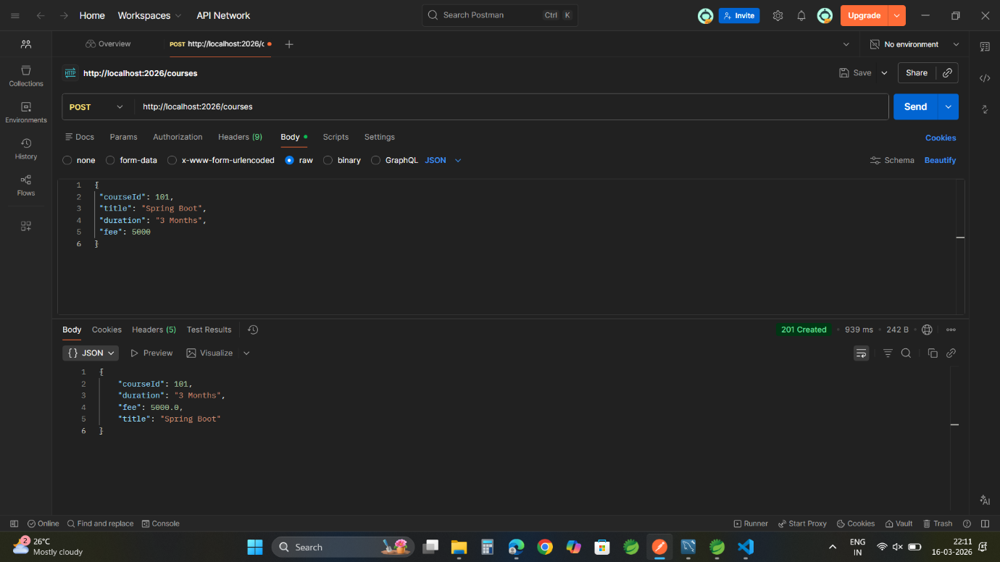 Home Workspaces API Network Search Postman Ctrl K Invite Upgrade
Overview POST http://localhost:2026/c No environment
HTTP http://localhost:2026/courses Save Share
Collections
POST http://localhost:2026/courses Send
Environments
Docs Params Authorization Headers (9) Body Scripts Settings Cookies
History
none form-data x-www-form-urlencoded raw binary GraphQL JSON Schema Beautify
Flows
1 {
2 "courseId": 101,
3 "title": "Spring Boot",
4 "duration": "3 Months",
5 "fee": 5000
6 }
Body Cookies Headers (5) Test Results 201 Created 939 ms 242 B
{} JSON Preview Visualize
1 {
2 "courseId": 101,
3 "duration": "3 Months",
4 "fee": 5000.0,
5 "title": "Spring Boot"
6 }
AI
Online Find and replace Console Runner Start Proxy Cookies Vault Trash
2 26°C Search ENG 22:11
Mostly cloudy IN 16-03-2026